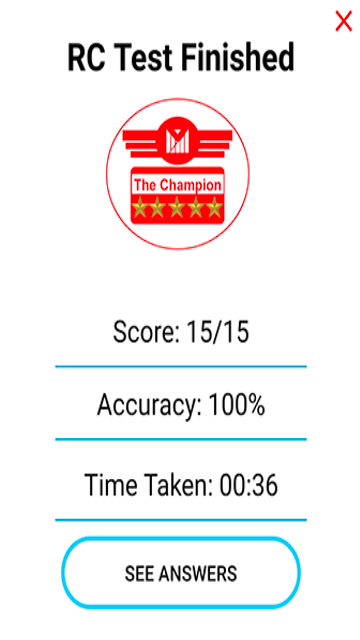 RC Test Finished
The Champion
Score: 15/15
Accuracy: 100%
Time Taken: 00:36
SEE ANSWERS